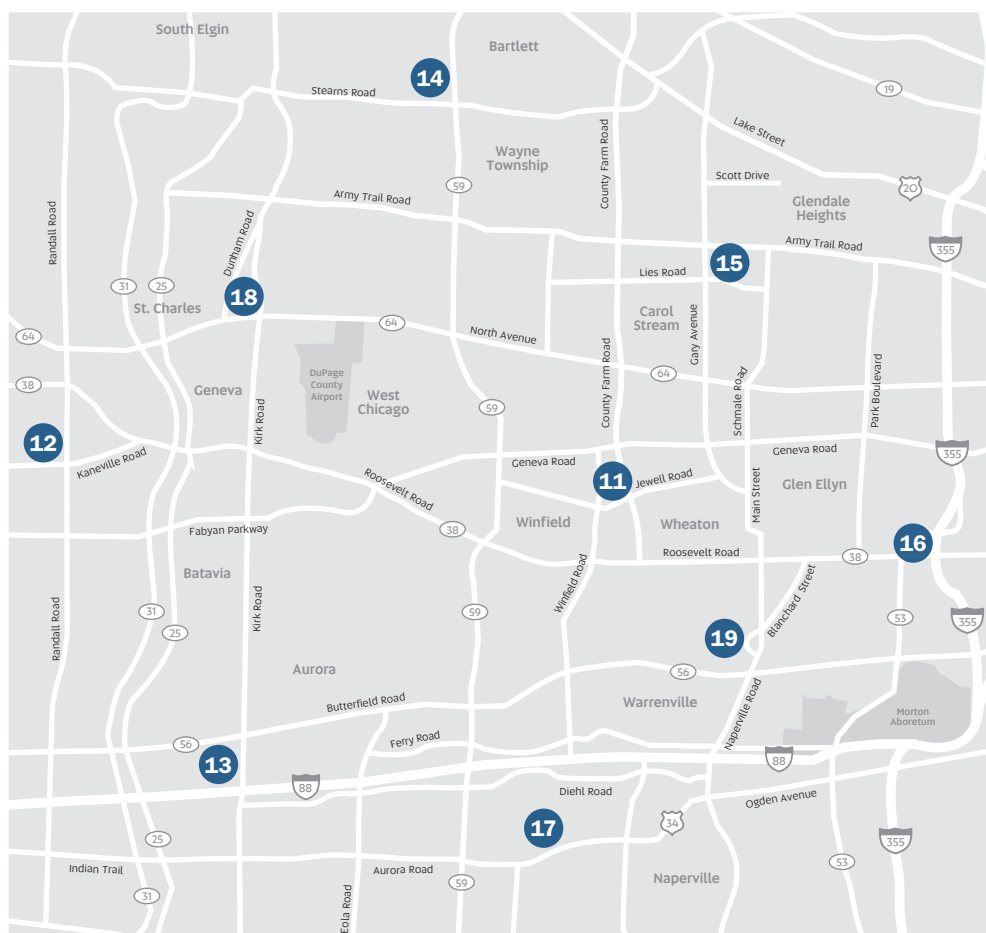 South Elgin
Bartlett
14
Stearns Road
19
Lake Street
County Farm Road
Wayne
Township
59
Scott Drive
20
Glendale
Heights
Army Trail Road
Randall Road
Dunham Road
Army Trail Road
355
15
Lies Road
31
25
18
St. Charles
Carol
Stream
64
64
North Avenue
Gary Avenue
DuPage
County
Airport
38
Geneva
West
Chicago
64
County Farm Road
Schmale Road
Park Boulevard
59
Kirk Road
12
Kaneville Road
Geneva Road
Geneva Road
355
Roosevelt Road
11
Jewell Road
Main Street
Glen Ellyn
Fabyan Parkway
38
Winfield
Wheaton
16
Roosevelt Road
38
Batavia
Winfield Road
Blanchard Street
31
25
Kirk Road
59
53
355
Randall Road
19
Aurora
56
Butterfield Road
Warrenville
Naperville Road
Morton
Arboretum
56
Ferry Road
13
88
88
Diehl Road
Ogden Avenue
17
34
25
355
Indian Trail
Aurora Road
59
53
Naperville
31
Eola Road